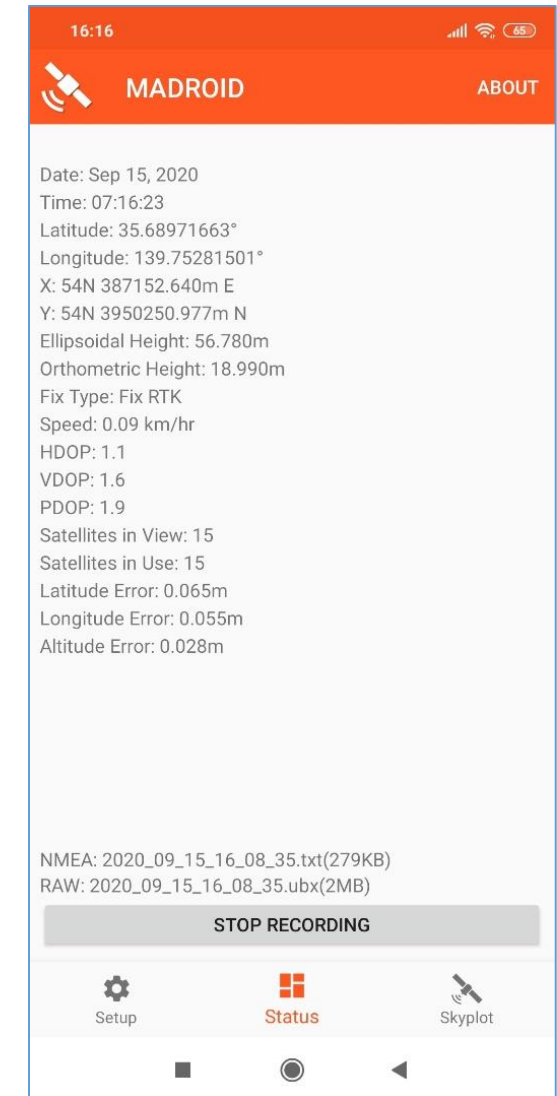 16:16
65
MADROID
ABOUT
Date: Sep 15, 2020
Time: 07:16:23
Latitude: 35.68971663°
Longitude: 139.75281501°
X: 54N 387152.640m E
Y: 54N 3950250.977m N
Ellipsoidal Height: 56.780m
Orthometric Height: 18.990m
Fix Type: Fix RTK
Speed: 0.09 km/hr
HDOP: 1.1
VDOP: 1.6
PDOP: 1.9
Satellites in View: 15
Satellites in Use: 15
Latitude Error: 0.065m
Longitude Error: 0.055m
Altitude Error: 0.028m
NMEA: 2020_09_15_16_08_35.txt(279KB)
RAW: 2020_09_15_16_08_35.ubx(2MB)
STOP RECORDING
Setup
Status
Skyplot